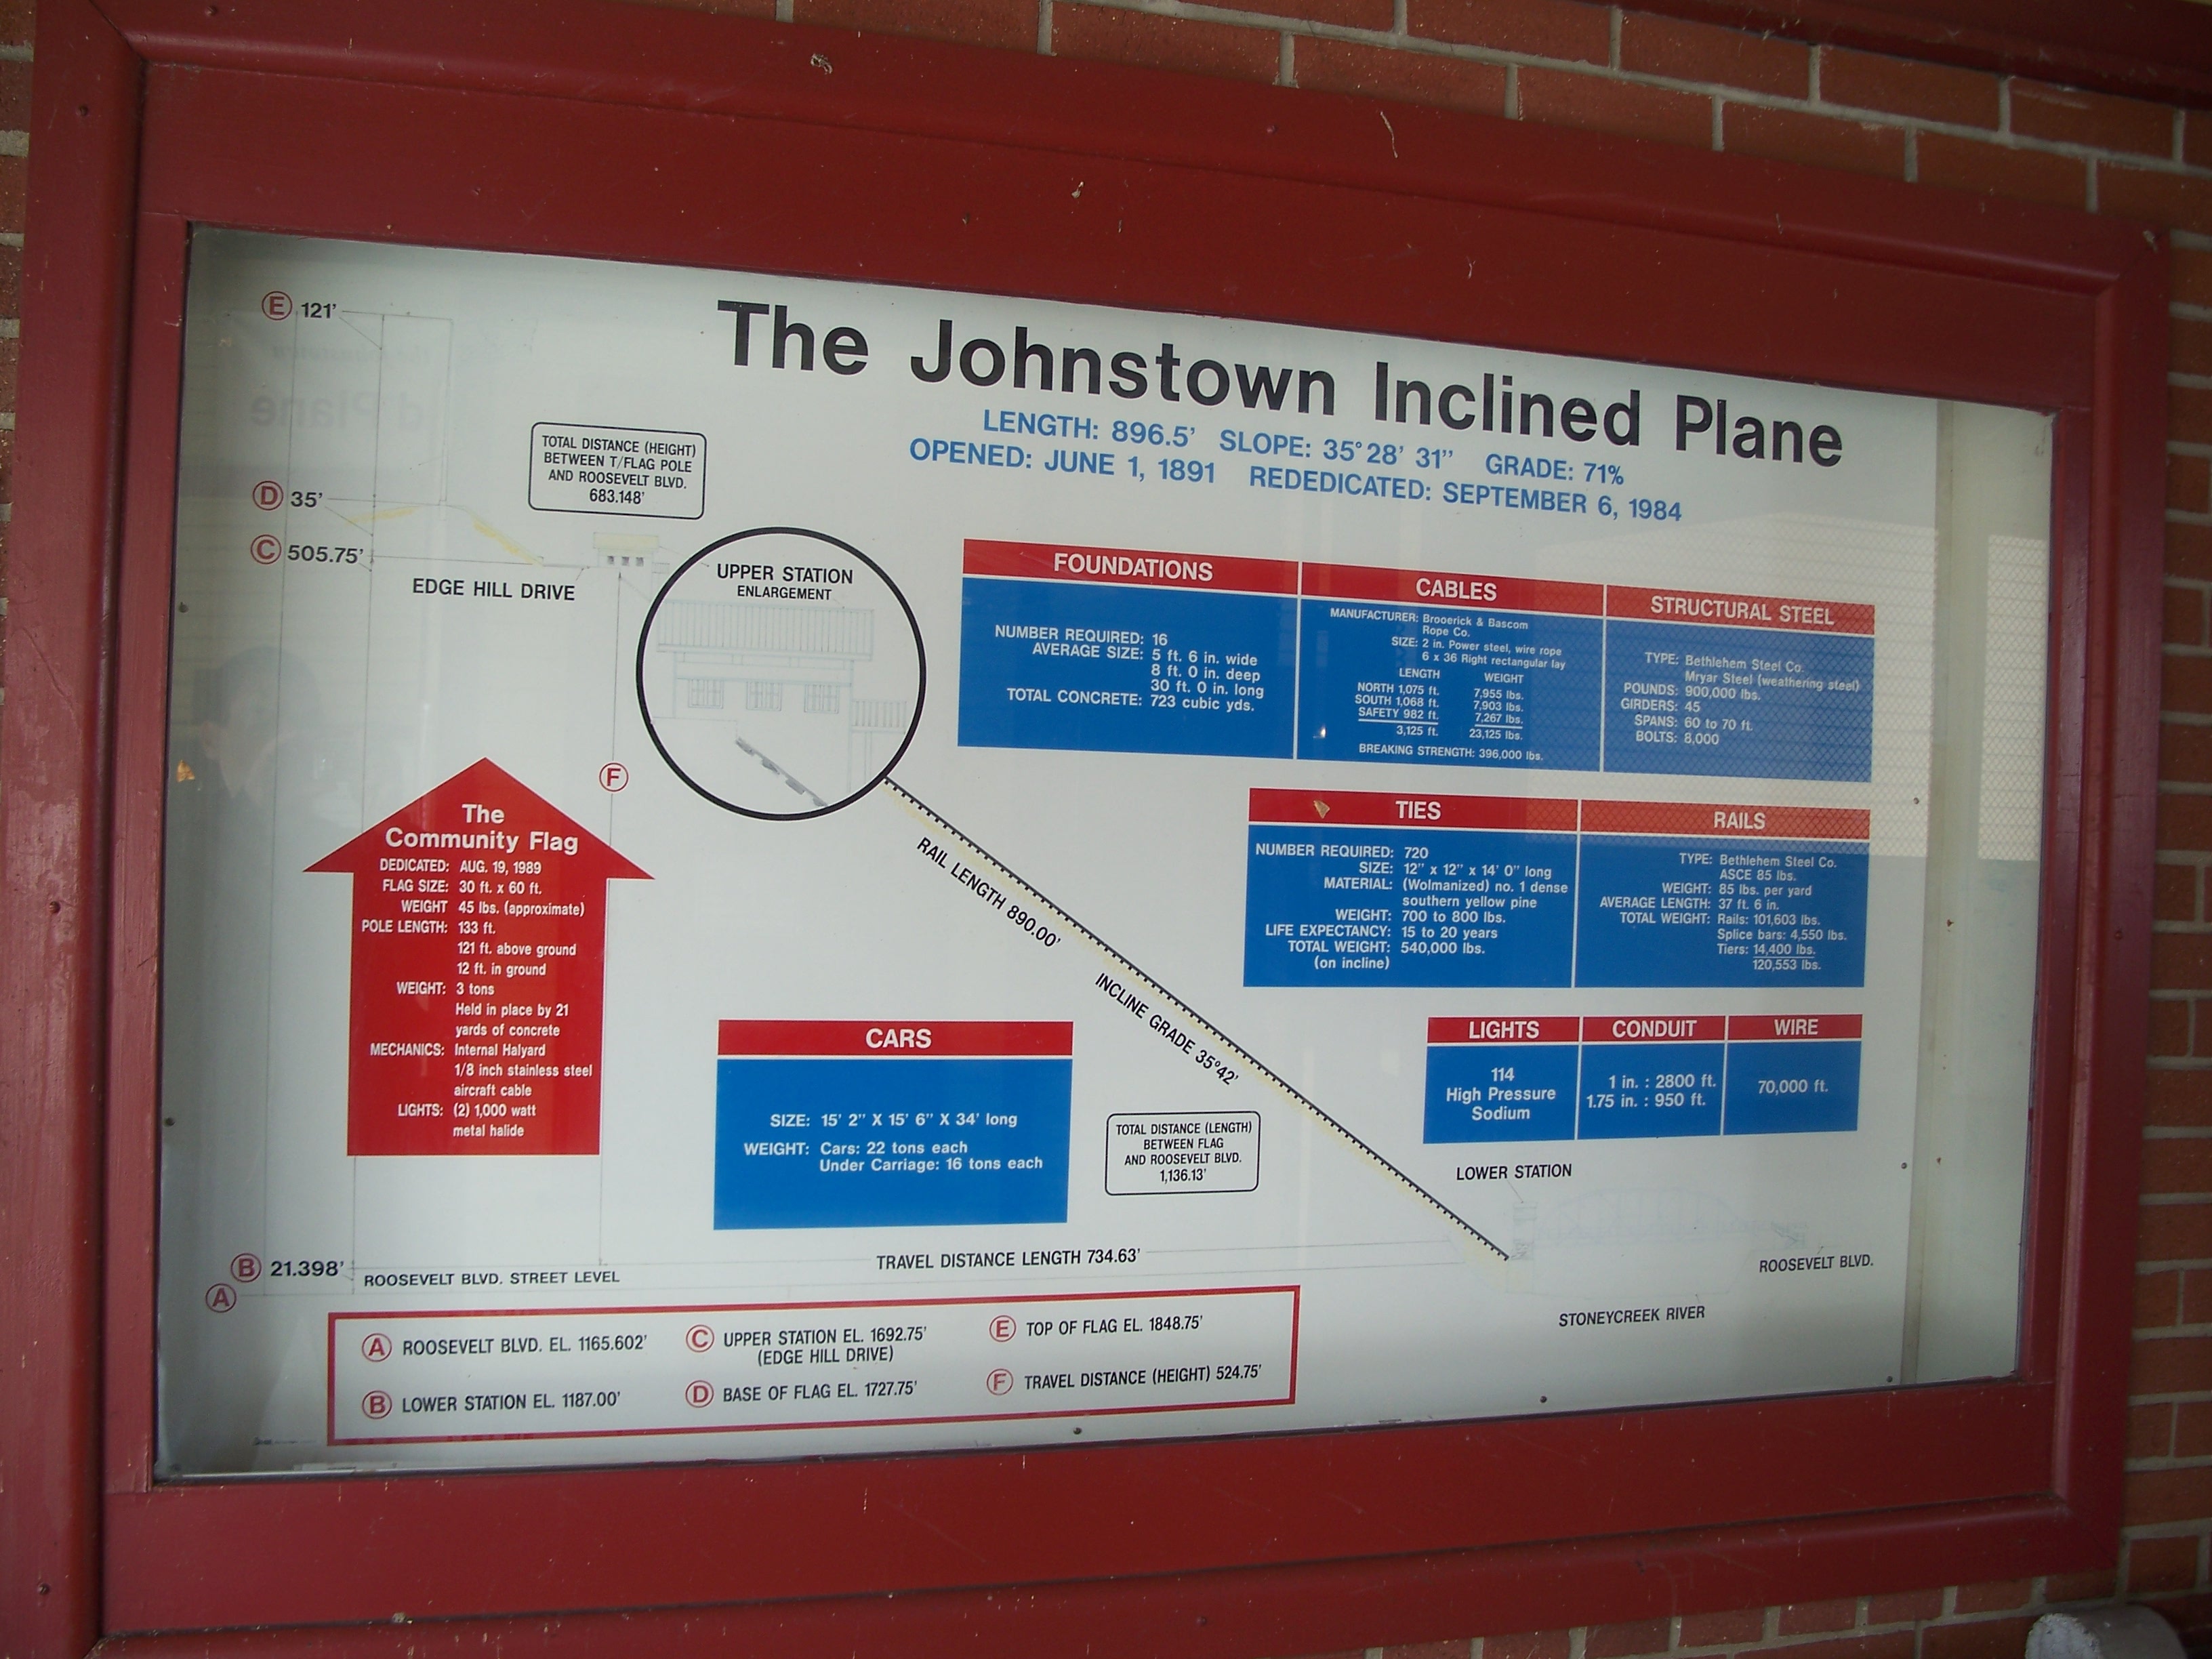 The Johnstown Inclined Plane
LENGTH: 896.5' SLOPE: 35° 28' 31" GRADE: 71%
OPENED: JUNE 1, 1891 REDEDICATED: SEPTEMBER 6, 1984
E 121'
D 35'
C 505.75'
EDGE HILL DRIVE
TOTAL DISTANCE (HEIGHT)
BETWEEN T/FLAG POLE
AND ROOSEVELT BLVD.
683.148'
UPPER STATION
ENLARGEMENT
F
FOUNDATIONS
NUMBER REQUIRED: 16
AVERAGE SIZE: 5 ft. 6 in. wide
8 ft. 0 in. deep
30 ft. 0 in. long
TOTAL CONCRETE: 723 cubic yds.
CABLES
MANUFACTURER: Brooerick & Bascom
Rope Co.
SIZE: 2 in. Power steel, wire rope
6 x 36 Right rectangular lay
LENGTH WEIGHT
NORTH 1,075 ft. 7,955 lbs.
SOUTH 1,068 ft. 7,903 lbs.
SAFETY 982 ft. 7,267 lbs.
3,125 ft. 23,125 lbs.
BREAKING STRENGTH: 396,000 lbs.
STRUCTURAL STEEL
TYPE: Bethlehem Steel Co.
Mryar Steel (weathering steel)
POUNDS: 900,000 lbs.
GIRDERS: 45
SPANS: 60 to 70 ft.
BOLTS: 8,000
The
Community Flag
DEDICATED: AUG. 19, 1989
FLAG SIZE: 30 ft. x 60 ft.
WEIGHT 45 lbs. (approximate)
POLE LENGTH: 133 ft.
121 ft. above ground
12 ft. in ground
WEIGHT: 3 tons
Held in place by 21
yards of concrete
MECHANICS: Internal Halyard
1/8 inch stainless steel
aircraft cable
LIGHTS: (2) 1,000 watt
metal halide
RAIL LENGTH 890.00'
INCLINE GRADE 35°42'
TIES
NUMBER REQUIRED: 720
SIZE: 12" x 12" x 14' 0" long
MATERIAL: (Wolmanized) no. 1 dense
southern yellow pine
WEIGHT: 700 to 800 lbs.
LIFE EXPECTANCY: 15 to 20 years
TOTAL WEIGHT: 540,000 lbs.
(on incline)
RAILS
TYPE: Bethlehem Steel Co.
ASCE 85 lbs.
WEIGHT: 85 lbs. per yard
AVERAGE LENGTH: 37 ft. 6 in.
TOTAL WEIGHT: Rails: 101,603 lbs.
Splice bars: 4,550 lbs.
Tiers: 14,400 lbs.
120,553 lbs.
CARS
SIZE: 15' 2" X 15' 6" X 34' long
WEIGHT: Cars: 22 tons each
Under Carriage: 16 tons each
TOTAL DISTANCE (LENGTH)
BETWEEN FLAG
AND ROOSEVELT BLVD.
1,136.13'
LIGHTS
114
High Pressure
Sodium
CONDUIT
1 in. : 2800 ft.
1.75 in. : 950 ft.
WIRE
70,000 ft.
LOWER STATION
ROOSEVELT BLVD.
STONEYCREEK RIVER
TRAVEL DISTANCE LENGTH 734.63'
B 21.398'
ROOSEVELT BLVD. STREET LEVEL
A
A ROOSEVELT BLVD. EL. 1165.602'
B LOWER STATION EL. 1187.00'
C UPPER STATION EL. 1692.75'
(EDGE HILL DRIVE)
D BASE OF FLAG EL. 1727.75'
E TOP OF FLAG EL. 1848.75'
F TRAVEL DISTANCE (HEIGHT) 524.75'